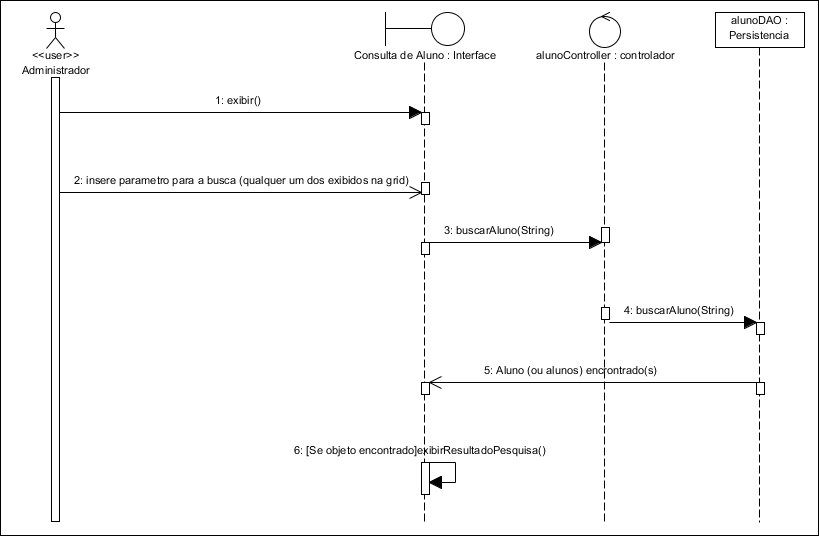 <<user>>
Administrador
Consulta de Aluno : Interface
alunoController : controlador
alunoDAO :
Persistencia
1: exibir()
2: insere parametro para a busca (qualquer um dos exibidos na grid)
3: buscarAluno(String)
4: buscarAluno(String)
5: Aluno (ou alunos) encrontrado(s)
6: [Se objeto encontrado]exibirResultadoPesquisa()